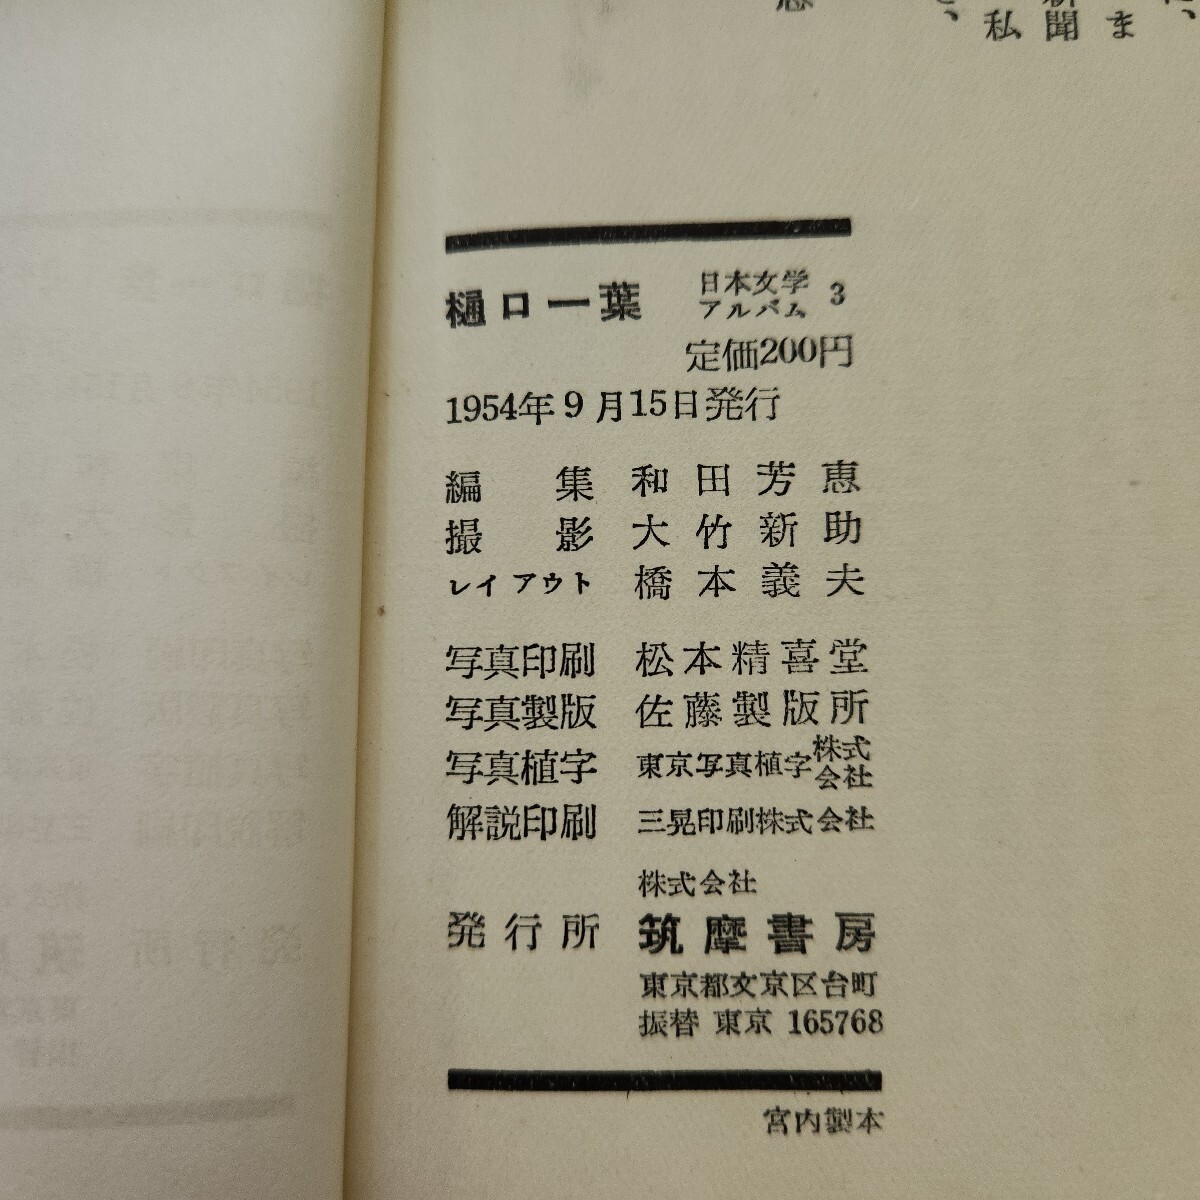 樋口一葉 日本文学アルバム 3
定価200円
1954年9月15日発行
編集 和田芳恵
撮影 大竹新助
レイアウト 橋本義夫
写真印刷 松本精喜堂
写真製版 佐藤製版所
写真植字 東京写真植字株式会社
解説印刷 三晃印刷株式会社
株式会社
発行所 筑摩書房
東京都文京区台町
振替 東京 165768
宮内製本